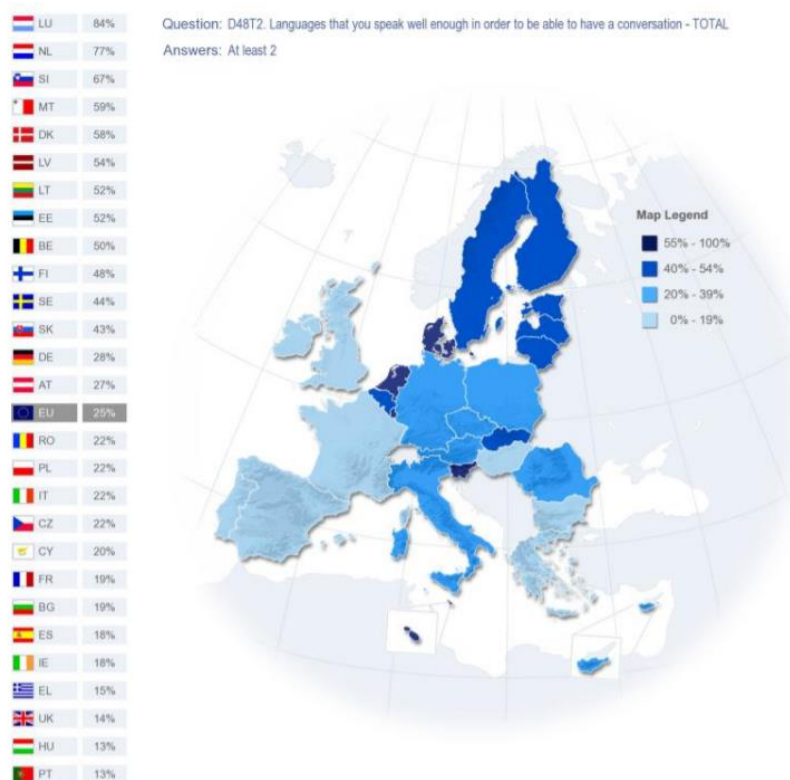 Question: D48T2. Languages that you speak well enough in order to be able to have a conversation - TOTAL
Answers: At least 2
LU 84%
NL 77%
SI 67%
MT 59%
DK 58%
LV 54%
LT 52%
EE 52%
BE 50%
FI 48%
SE 44%
SK 43%
DE 28%
AT 27%
EU 25%
RO 22%
PL 22%
IT 22%
CZ 22%
CY 20%
FR 19%
BG 19%
ES 18%
IE 18%
EL 15%
UK 14%
HU 13%
PT 13%
Map Legend
55% - 100%
40% - 54%
20% - 39%
0% - 19%